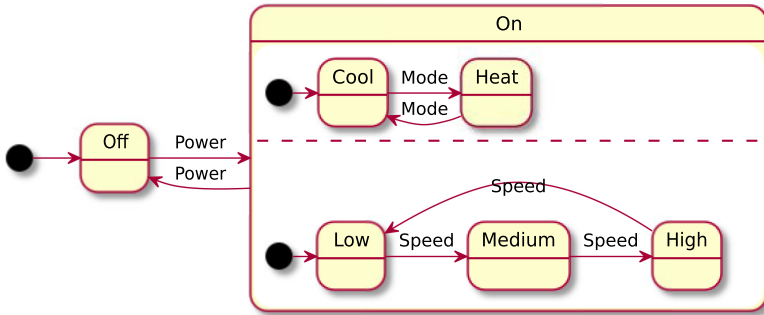 On
Cool
Mode
Heat
Mode
Off
Power
Power
Speed
Low
Speed
Medium
Speed
High